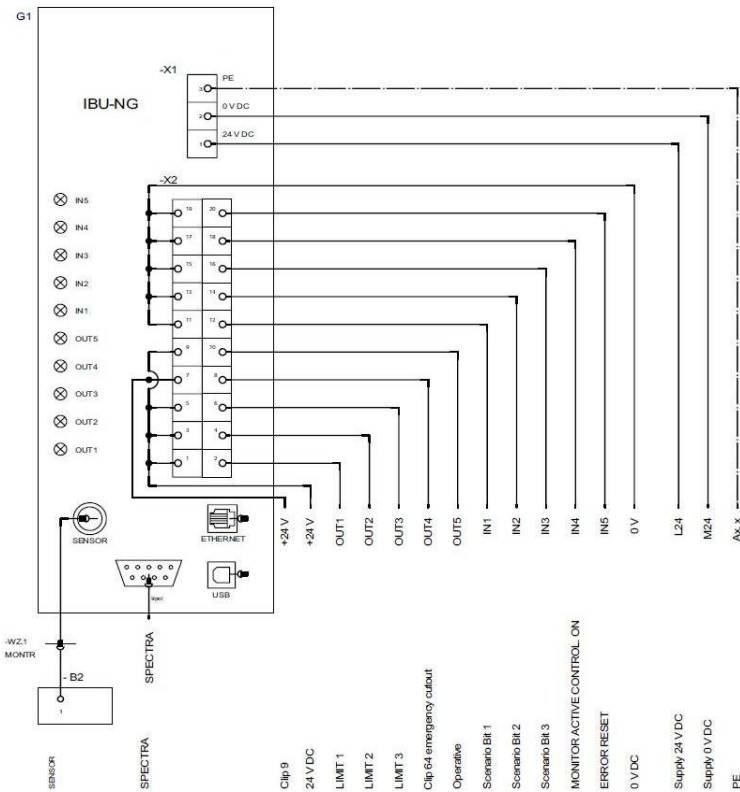 G1
-X1
PE
IBU-NG
3
0 V DC
2
24 V DC
1
-X2
IN5
19 20
IN4
17 18
IN3
15 16
IN2
13 14
IN1
11 12
OUT5
9 10
OUT4
7 8
OUT3
5 6
OUT2
3 4
OUT1
1 2
SENSOR
ETHERNET
USB
-WZ.1
MONTR
- B2
1
SENSOR
SPECTRA
SPECTRA
+24 V
+24 V
OUT1
OUT2
OUT3
OUT4
OUT5
IN1
IN2
IN3
IN4
IN5
0 V
L24
M24
Ax.X
Clip 9
24 V DC
LIMIT 1
LIMIT 2
LIMIT 3
Clip 64 emergency cutout
Operative
Scenario Bit 1
Scenario Bit 2
Scenario Bit 3
MONITOR ACTIVE CONTROL ON
ERROR RESET
0 V DC
Supply 24 V DC
Supply 0 V DC
PE